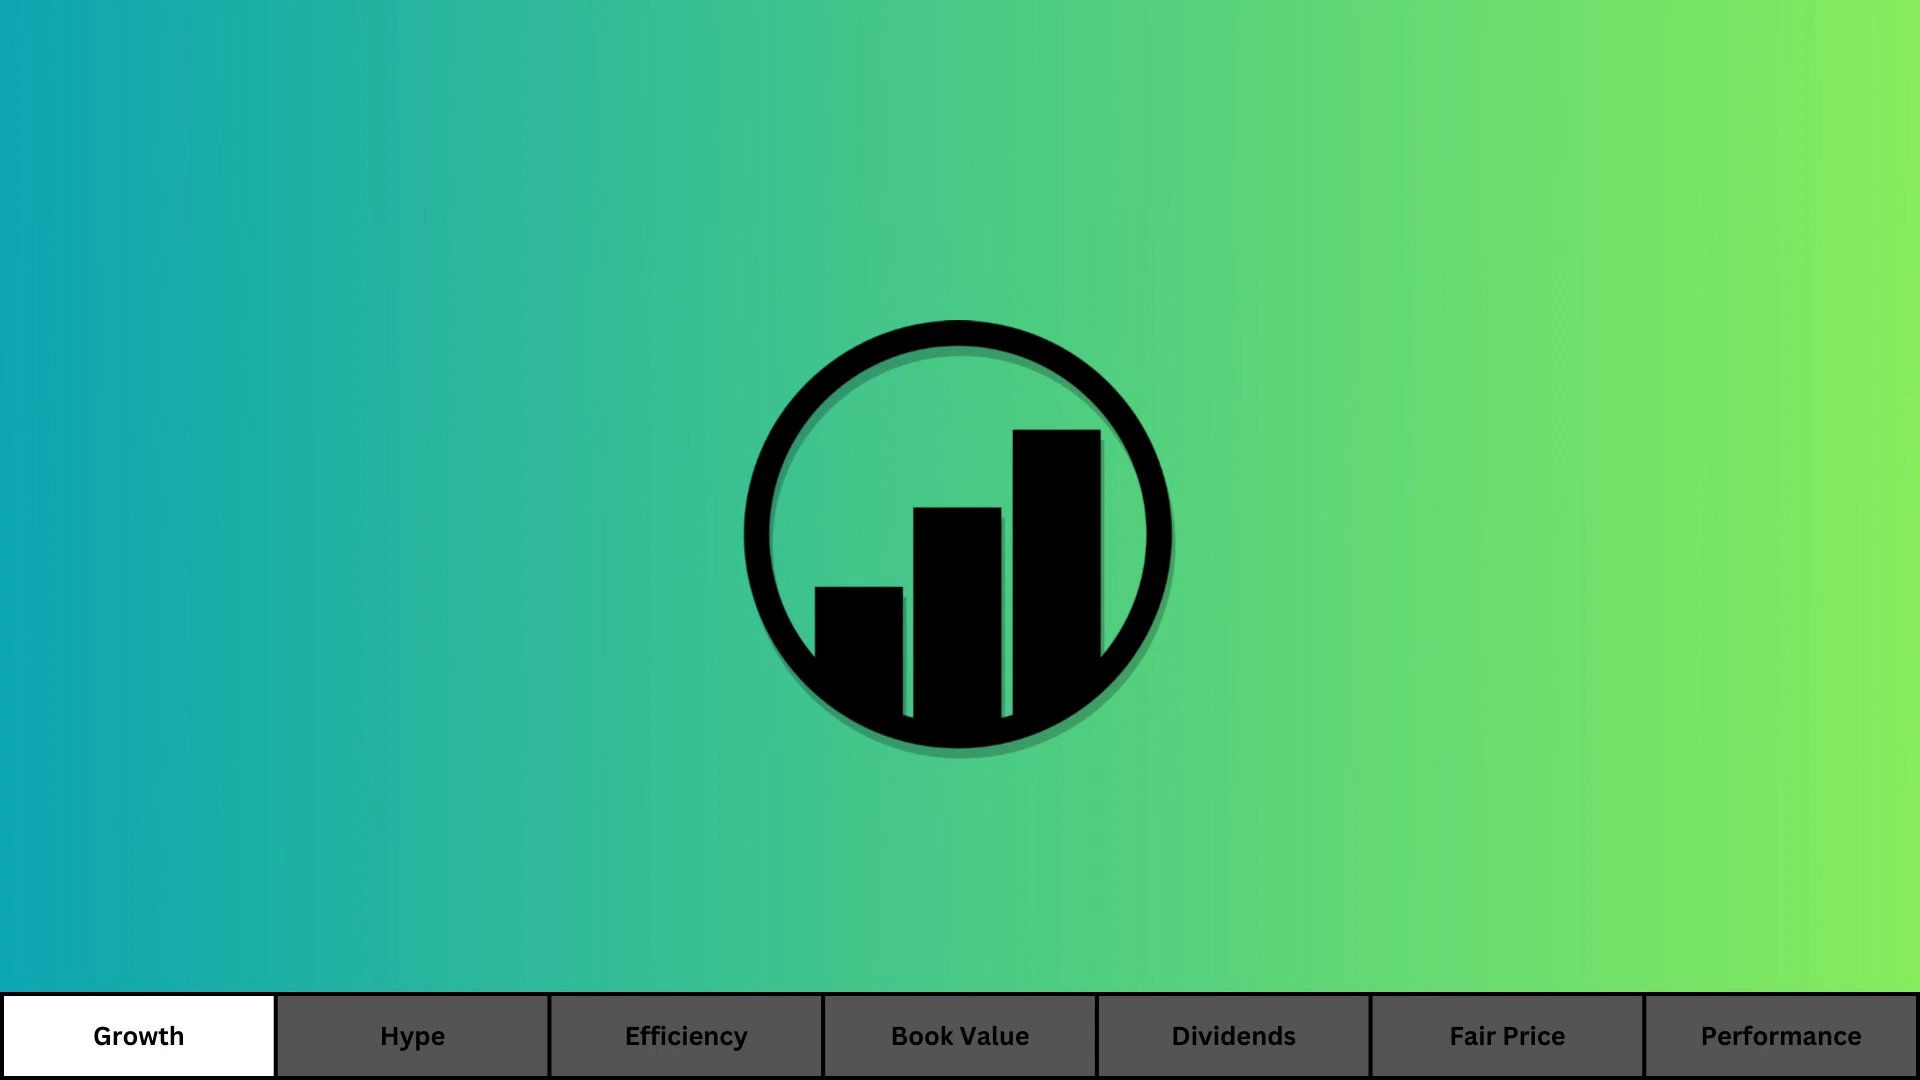 Growth
Hype
Efficiency
Book Value
Dividends
Fair Price
Performance